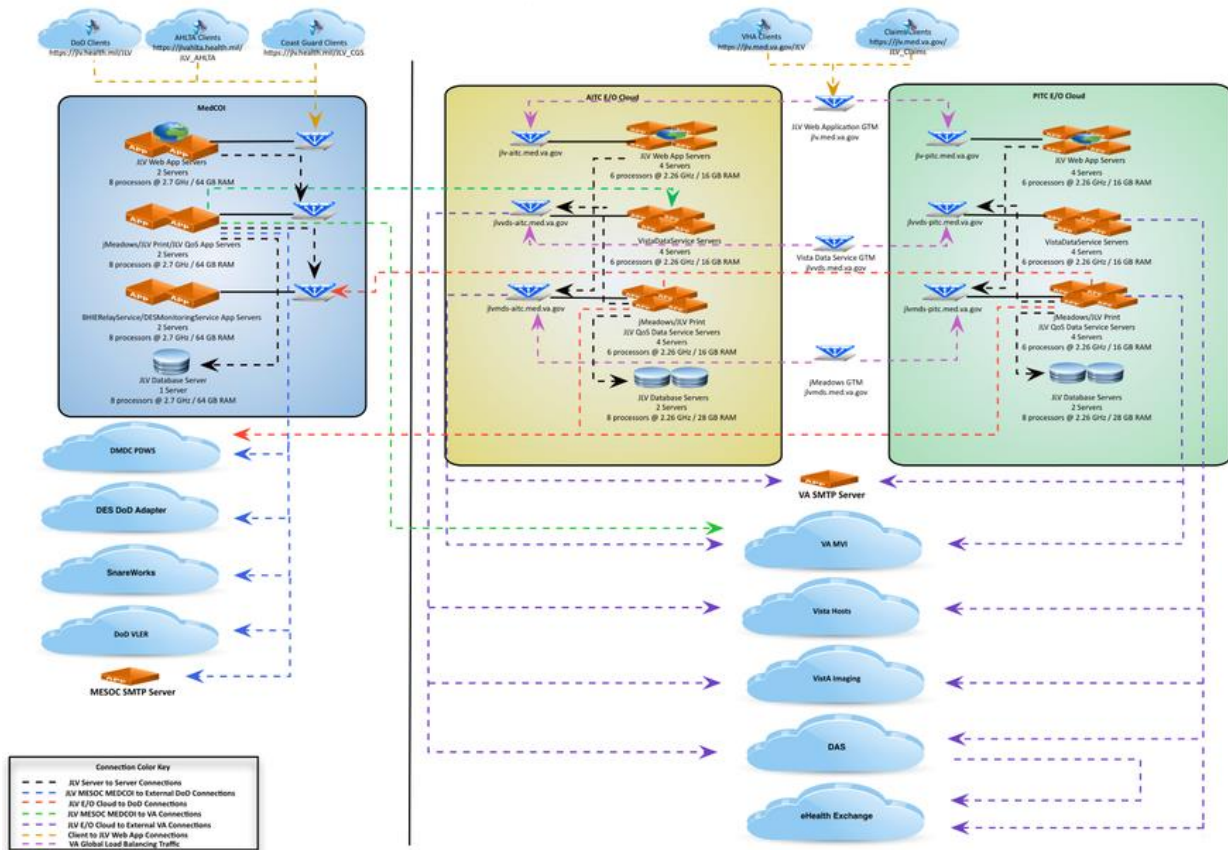 DoD Clients
https://jlv.health.mil/JLV
AHLTA Clients
https://jlvahlta.health.mil/
JLV_AHLTA
Coast Guard Clients
https://jlv.health.mil/JLV_CGS
VHA Clients
https://jlv.med.va.gov/JLV
Claims Clients
https://jlv.med.va.gov/
JLV_Claims
MedCOI
JLV Web App Servers
2 Servers
8 processors @ 2.7 GHz / 64 GB RAM
jMeadows/JLV Print/JLV QoS App Servers
2 Servers
8 processors @ 2.7 GHz / 64 GB RAM
BHIERelayService/DESMonitoringService App Servers
2 Servers
8 processors @ 2.7 GHz / 64 GB RAM
JLV Database Server
1 Server
8 processors @ 2.7 GHz / 64 GB RAM
DMDC PDWS
DES DoD Adapter
SnareWorks
DoD VLER
APP
MESOC SMTP Server
AITC E/O Cloud
jlv-aitc.med.va.gov
JLV Web App Servers
4 Servers
6 processors @ 2.26 GHz / 16 GB RAM
jlvvds-aitc.med.va.gov
VistaDataService Servers
4 Servers
6 processors @ 2.26 GHz / 16 GB RAM
jlvmds-aitc.med.va.gov
jMeadows/JLV Print
JLV QoS Data Service Servers
4 Servers
6 processors @ 2.26 GHz / 16 GB RAM
JLV Database Servers
2 Servers
8 processors @ 2.26 GHz / 28 GB RAM
JLV Web Application GTM
jlv.med.va.gov
Vista Data Service GTM
jlvvds.med.va.gov
jMeadows GTM
jlvmds.med.va.gov
PITC E/O Cloud
jlv-pitc.med.va.gov
JLV Web App Servers
4 Servers
6 processors @ 2.26 GHz / 16 GB RAM
jlvvds-pitc.med.va.gov
VistaDataService Servers
4 Servers
6 processors @ 2.26 GHz / 16 GB RAM
jlvmds-pitc.med.va.gov
jMeadows/JLV Print
JLV QoS Data Service Servers
4 Servers
6 processors @ 2.26 GHz / 16 GB RAM
JLV Database Servers
2 Servers
8 processors @ 2.26 GHz / 28 GB RAM
APP
VA SMTP Server
VA MVI
Vista Hosts
VistA Imaging
DAS
eHealth Exchange
Connection Color Key
JLV Server to Server Connections
JLV MESOC MEDCOI to External DoD Connections
JLV E/O Cloud to DoD Connections
JLV MESOC MEDCOI to VA Connections
JLV E/O Cloud to External VA Connections
Client to JLV Web App Connections
VA Global Load Balancing Traffic